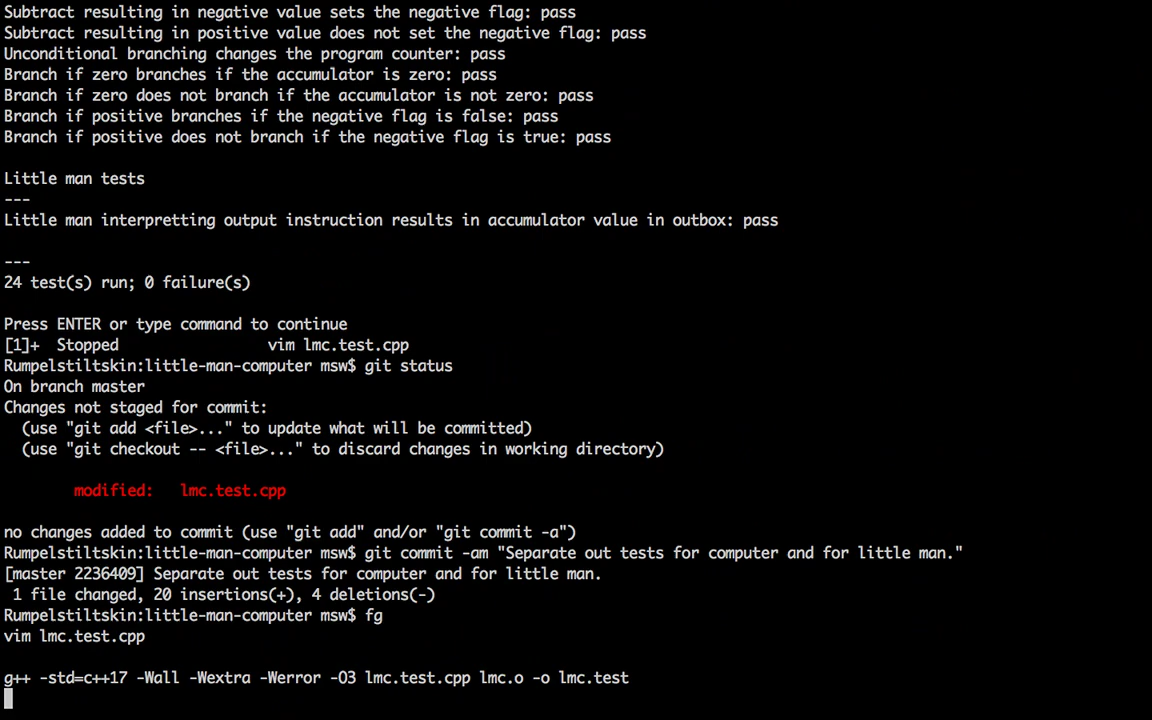 Subtract resulting in negative value sets the negative flag: pass
Subtract resulting in positive value does not set the negative flag: pass
Unconditional branching changes the program counter: pass
Branch if zero branches if the accumulator is zero: pass
Branch if zero does not branch if the accumulator is not zero: pass
Branch if positive branches if the negative flag is false: pass
Branch if positive does not branch if the negative flag is true: pass
Little man tests
---
Little man interpretting output instruction results in accumulator value in outbox: pass
---
24 test(s) run; 0 failure(s)
Press ENTER or type command to continue
[1]+  Stopped                 vim lmc.test.cpp
Rumpelstiltskin:little-man-computer msw$ git status
On branch master
Changes not staged for commit:
  (use "git add <file>..." to update what will be committed)
  (use "git checkout -- <file>..." to discard changes in working directory)
        modified:   lmc.test.cpp
no changes added to commit (use "git add" and/or "git commit -a")
Rumpelstiltskin:little-man-computer msw$ git commit -am "Separate out tests for computer and for little man."
[master 2236409] Separate out tests for computer and for little man.
 1 file changed, 20 insertions(+), 4 deletions(-)
Rumpelstiltskin:little-man-computer msw$ fg
vim lmc.test.cpp
g++ -std=c++17 -Wall -Wextra -Werror -O3 lmc.test.cpp lmc.o -o lmc.test